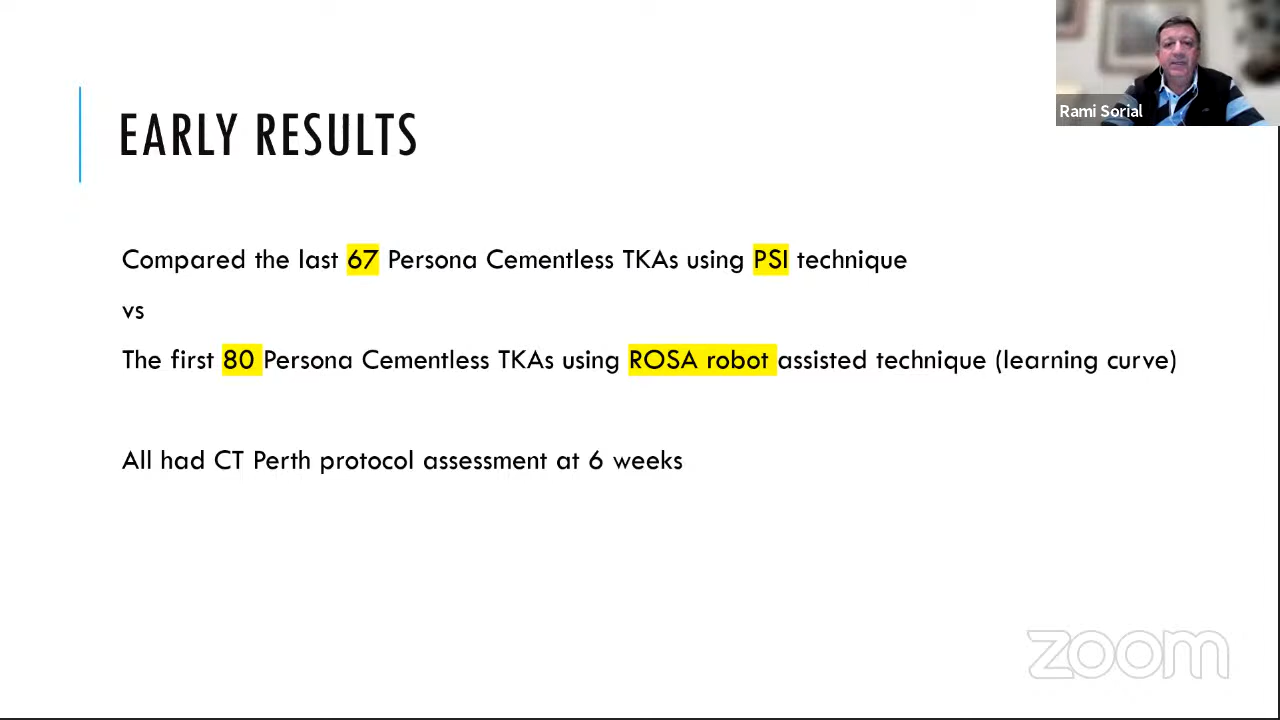 Rami Sorial
EARLY RESULTS
Compared the last 67 Persona Cementless TKAs using PSI technique
vs
The first 80 Persona Cementless TKAs using ROSA robot assisted technique (learning curve)
All had CT Perth protocol assessment at 6 weeks
zoom